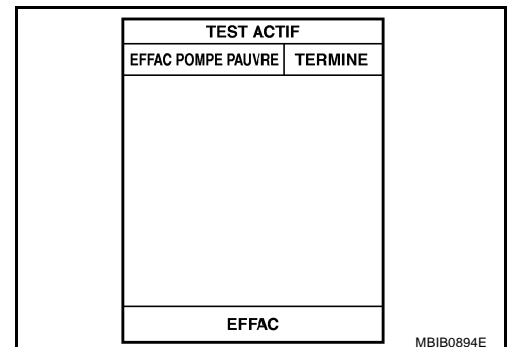 TEST ACTIF
EFFAC POMPE PAUVRE TERMINE
EFFAC
MBIB0894E